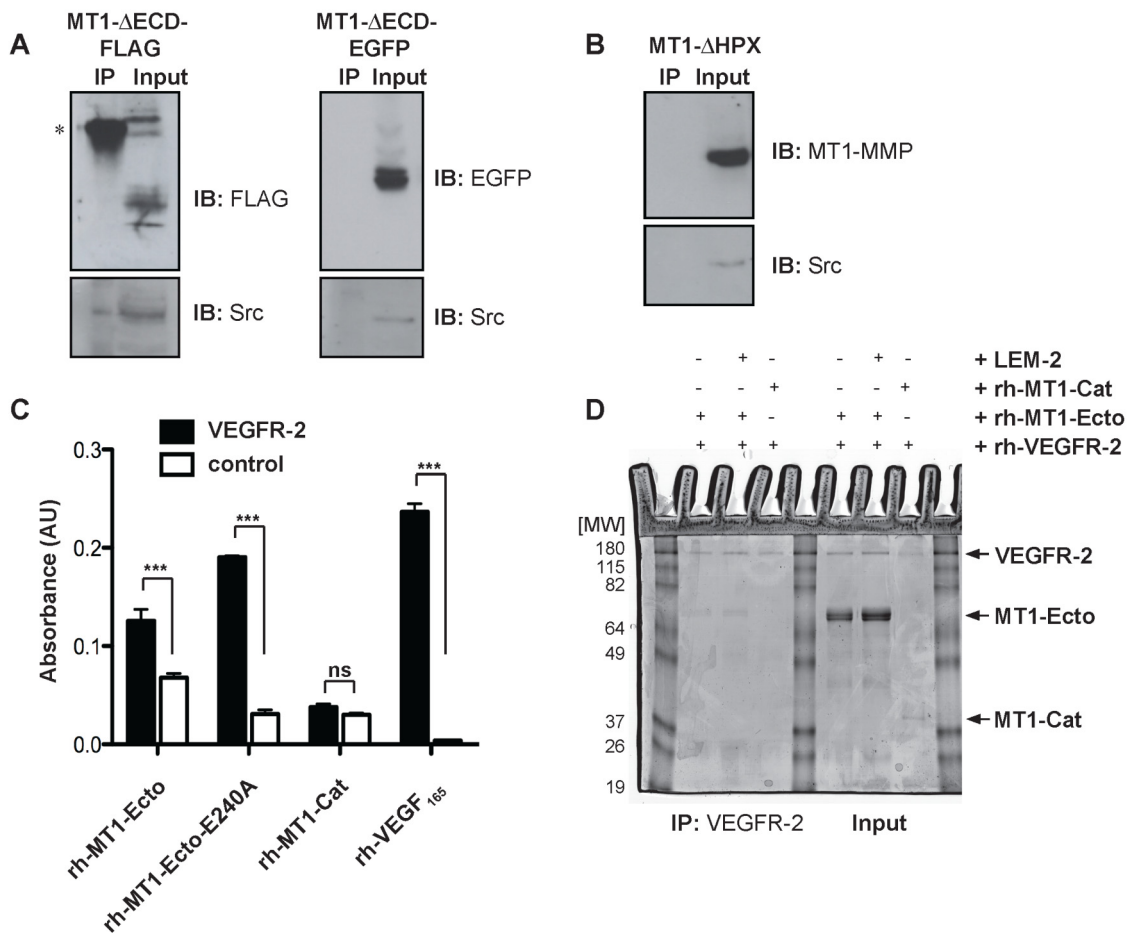 A
MT1-ΔECD-
FLAG
IP Input
*
IB: FLAG
IB: Src
MT1-ΔECD-
EGFP
IP Input
IB: EGFP
IB: Src
B
MT1-ΔHPX
IP Input
IB: MT1-MMP
IB: Src
C
VEGFR-2
control
Absorbance (AU)
0.3
0.2
0.1
0.0
***
***
ns
***
rh-MT1-Ecto
rh-MT1-Ecto-E240A
rh-MT1-Cat
rh-VEGF 165
D
- + - - + - + LEM-2
- - + - - + + rh-MT1-Cat
+ + - + + - + rh-MT1-Ecto
+ + + + + + + rh-VEGFR-2
[MW]
180
115
82
64
49
37
26
19
VEGFR-2
MT1-Ecto
MT1-Cat
IP: VEGFR-2 Input